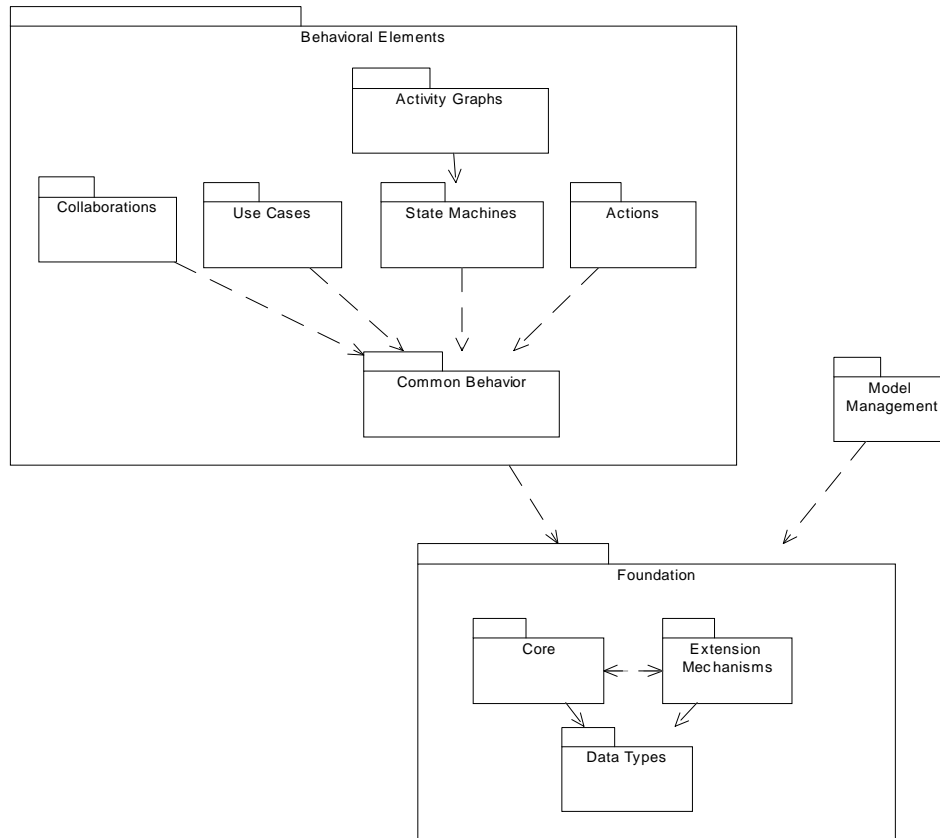 Behavioral Elements
Activity Graphs
Collaborations
Use Cases
State Machines
Actions
Common Behavior
Model
Management
Foundation
Core
Extension
Mechanisms
Data Types